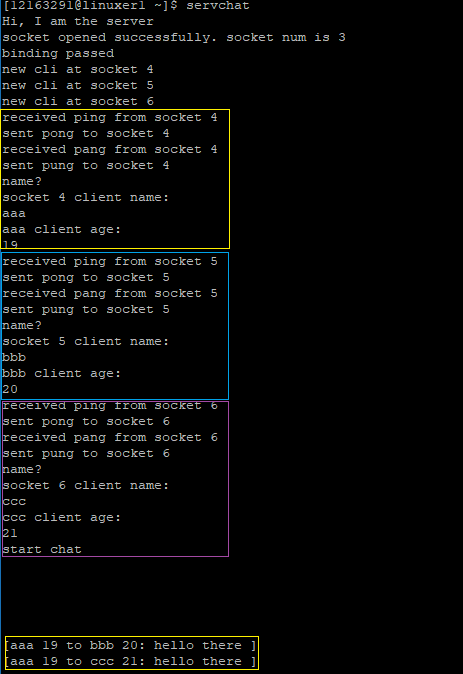 [12163291@linuxer1 ~]$ servchat
Hi, I am the server
socket opened successfully. socket num is 3
binding passed
new cli at socket 4
new cli at socket 5
new cli at socket 6
received ping from socket 4
sent pong to socket 4
received pang from socket 4
sent pung to socket 4
name?
socket 4 client name:
aaa
aaa client age:
19
received ping from socket 5
sent pong to socket 5
received pang from socket 5
sent pung to socket 5
name?
socket 5 client name:
bbb
bbb client age:
20
received ping from socket 6
sent pong to socket 6
received pang from socket 6
sent pung to socket 6
name?
socket 6 client name:
ccc
ccc client age:
21
start chat
[aaa 19 to bbb 20: hello there ]
[aaa 19 to ccc 21: hello there ]